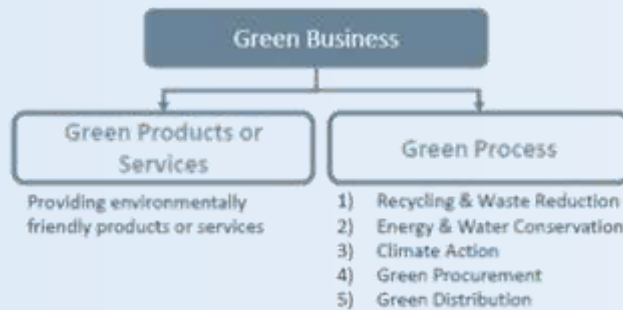 Green Business
Green Products or
Services
Providing environmentally
friendly products or services
Green Process
1) Recycling & Waste Reduction
2) Energy & Water Conservation
3) Climate Action
4) Green Procurement
5) Green Distribution